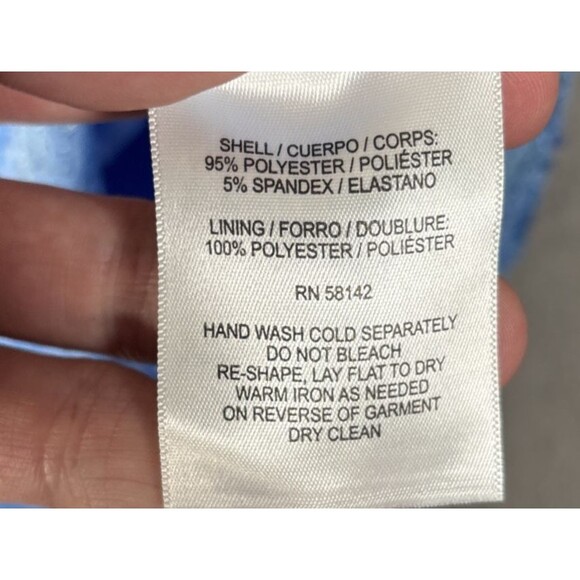 SHELL / CUERPO / CORPS:
95% POLYESTER / POLIÉSTER
5% SPANDEX / ELASTANO
LINING / FORRO / DOUBLURE:
100% POLYESTER / POLIÉSTER
RN 58142
HAND WASH COLD SEPARATELY
DO NOT BLEACH
RE-SHAPE, LAY FLAT TO DRY
WARM IRON AS NEEDED
ON REVERSE OF GARMENT
DRY CLEAN